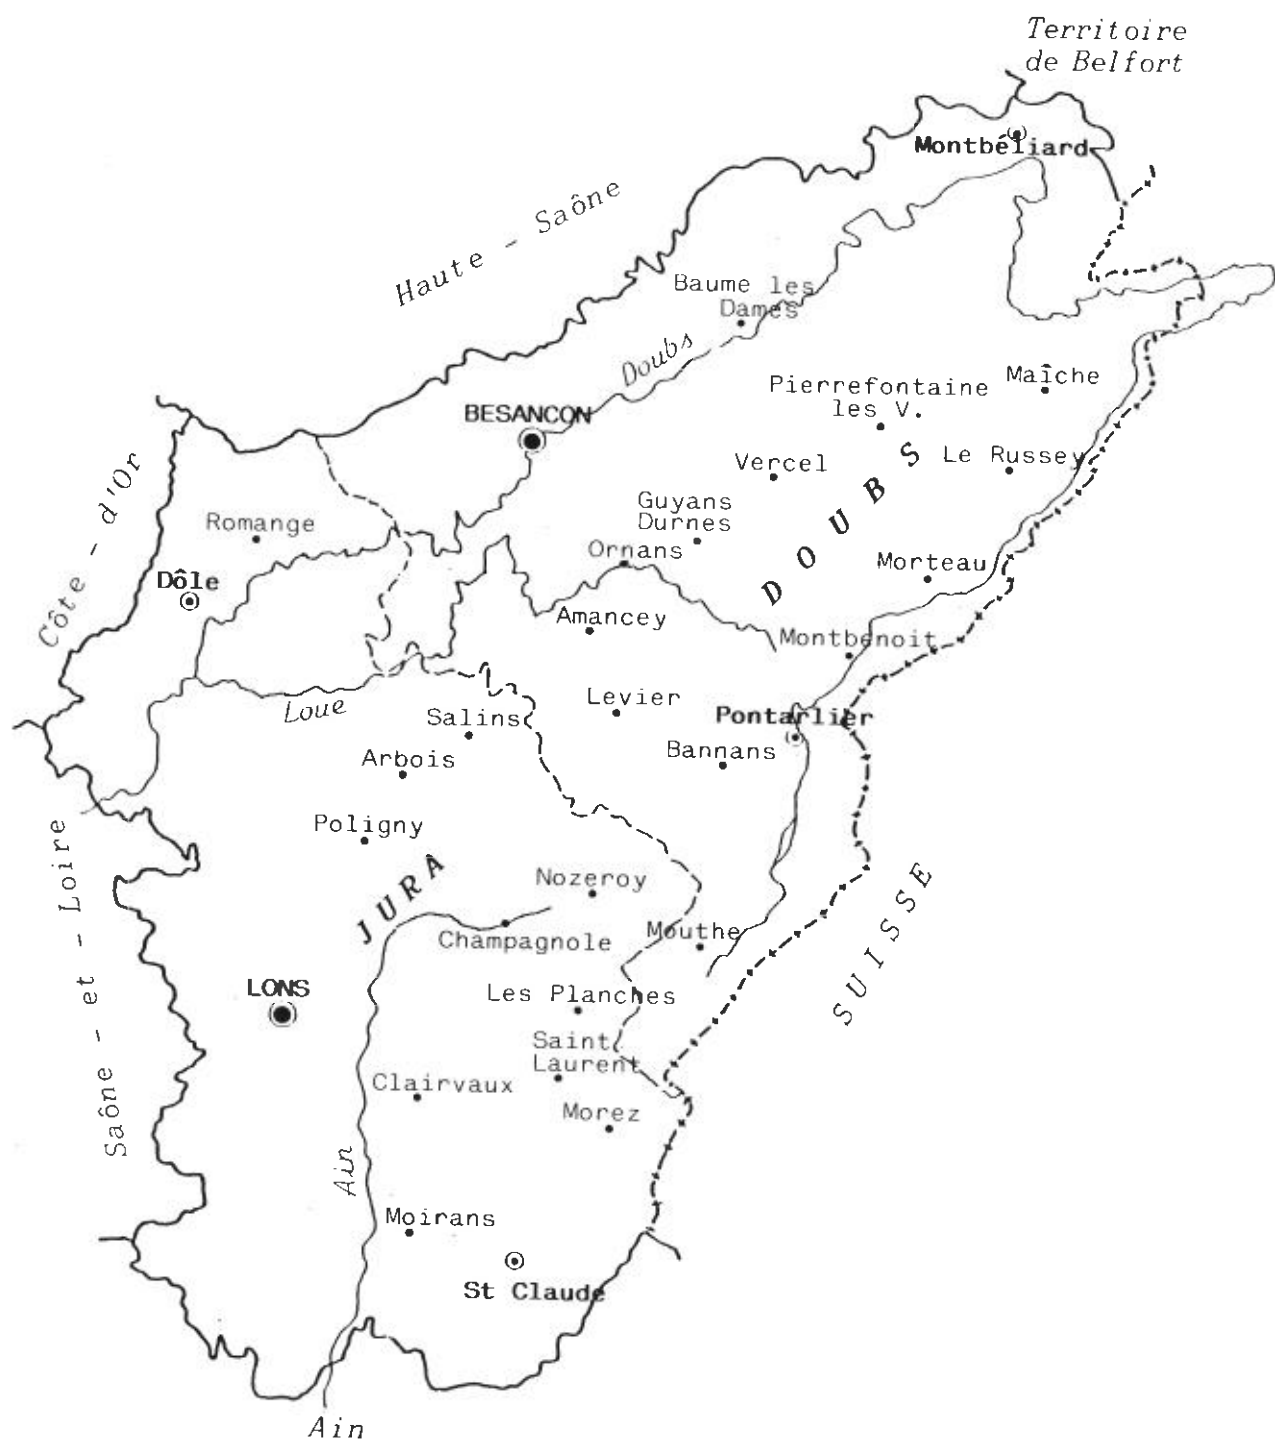 Territoire
de Belfort
Montbéliard
Haute - Saône
Baume les
Dames
Doubs
Maîche
Pierrefontaine
les V.
BESANCON
Le Russey
Vercel
Côte - d'Or
DOUBS
Guyans
Durnes
Romange
Ornans
Morteau
Dôle
Amancey
Montbenoit
Levier
Loue
Salins
Pontarlier
Bannans
Arbois
Poligny
Saône - et - Loire
JURA
Nozeroy
SUISSE
Mouthe
Champagnole
LONS
Les Planches
Saint
Laurent
Clairvaux
Morez
Ain
Moirans
St Claude
Ain